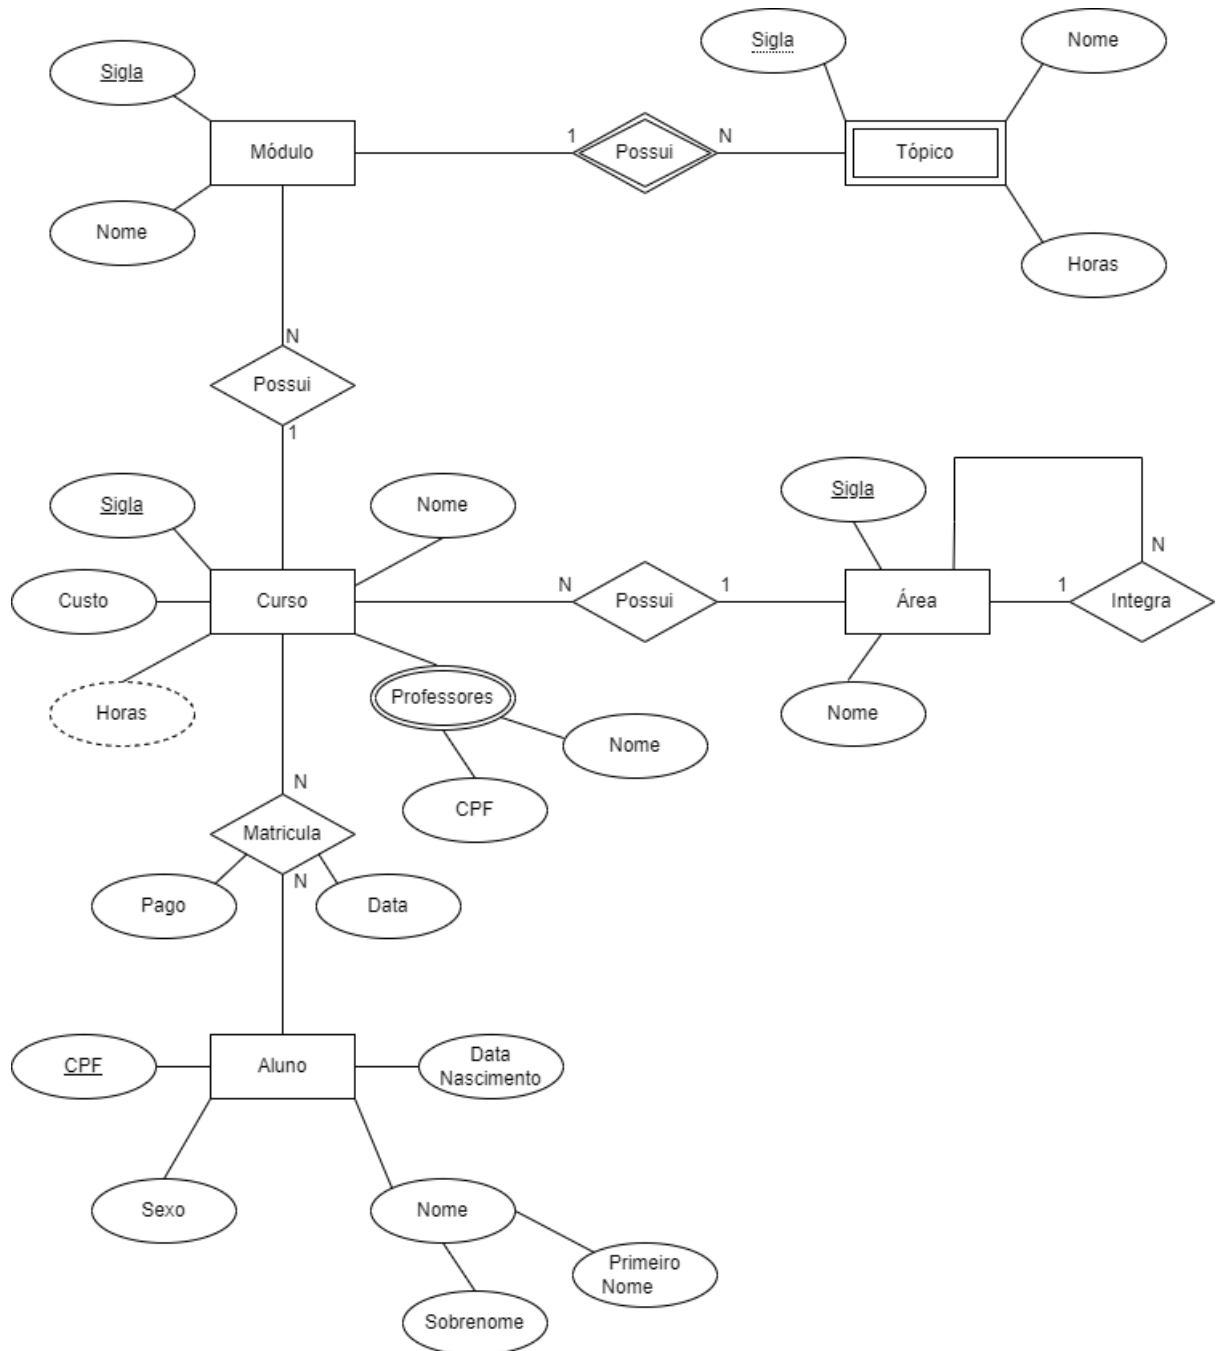 Sigla
Nome
Sigla
Módulo
1
Possui
N
Tópico
Nome
Horas
N
Possui
1
Sigla
Nome
Sigla
Custo
Curso
N
Possui
1
Área
1
N
Integra
Horas
Professores
Nome
Nome
CPF
N
Matricula
N
Pago
Data
CPF
Aluno
Data
Nascimento
Sexo
Nome
Primeiro
Nome
Sobrenome